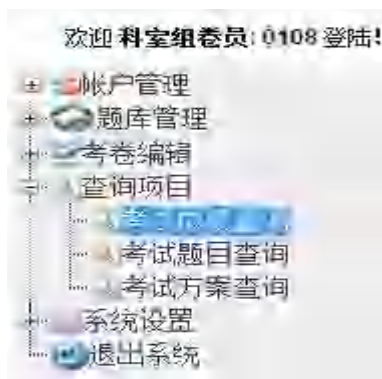 欢迎 科室组卷员: 0108 登陆!
帐户管理
题库管理
考卷编辑
查询项目
考试题目查询
考试方案查询
系统设置
退出系统